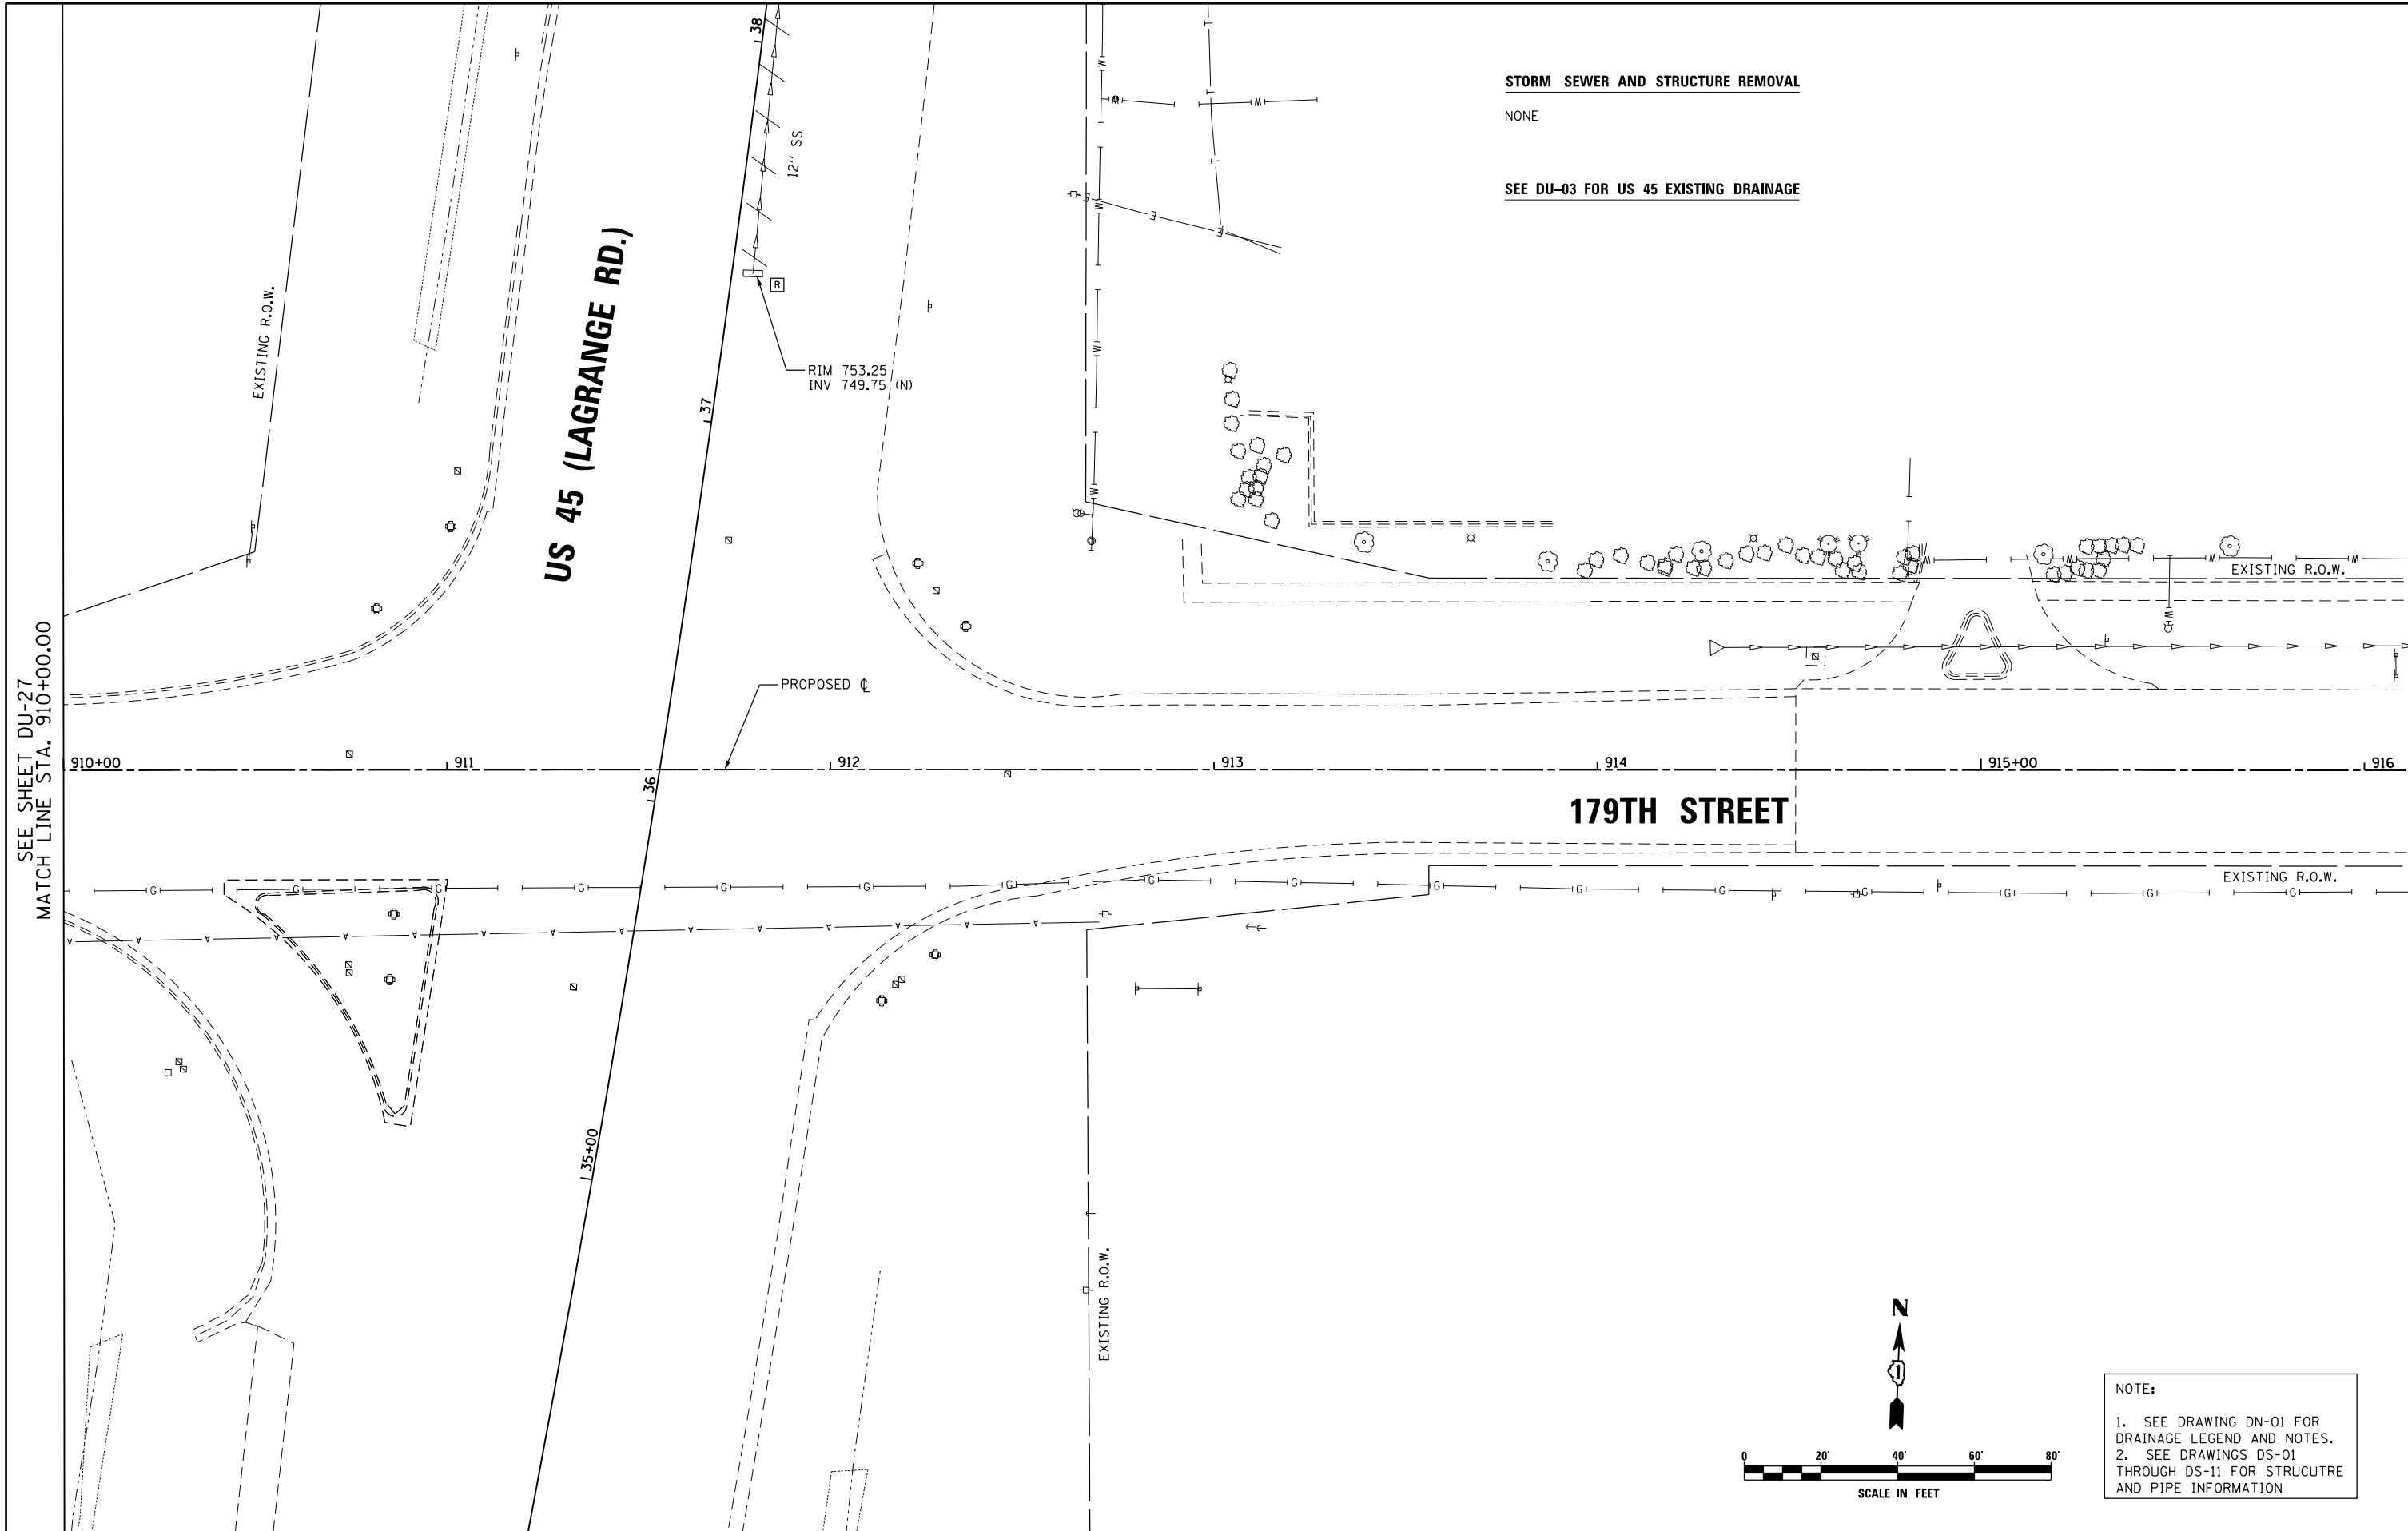 STORM SEWER AND STRUCTURE REMOVAL
NONE
SEE DU-03 FOR US 45 EXISTING DRAINAGE
38
12'' SS
EXISTING R.O.W.
US 45 (LAGRANGE RD.)
R
RIM 753.25
INV 749.75 (N)
37
EXISTING R.O.W.
SEE SHEET DU-27
MATCH LINE STA. 910+00.00
PROPOSED ℄
910+00
911
912
913
914
915+00
916
36
179TH STREET
EXISTING R.O.W.
35+00
EXISTING R.O.W.
N
1
0 20' 40' 60' 80'
SCALE IN FEET
NOTE:
1. SEE DRAWING DN-01 FOR
DRAINAGE LEGEND AND NOTES.
2. SEE DRAWINGS DS-01
THROUGH DS-11 FOR STRUCUTRE
AND PIPE INFORMATION